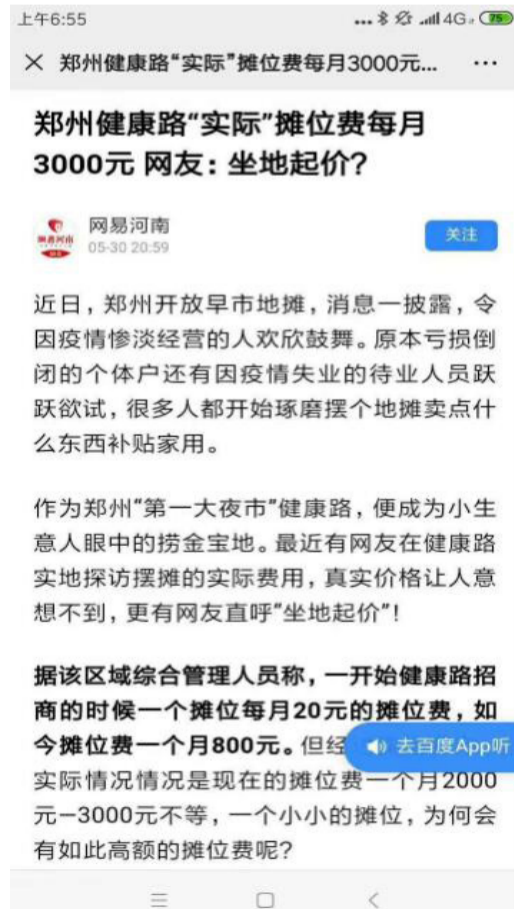 上午6:55
... 4G 75
× 郑州健康路“实际”摊位费每月3000元... ...
郑州健康路“实际”摊位费每月
3000元 网友：坐地起价？
网易河南
关注
05-30 20:59
近日，郑州开放早市地摊，消息一披露，令
因疫情惨淡经营的人欢欣鼓舞。原本亏损倒
闭的个体户还有因疫情失业的待业人员跃
跃欲试，很多人都开始琢磨摆个地摊卖点什
么东西补贴家用。
作为郑州“第一大夜市”健康路，便成为小生
意人眼中的捞金宝地。最近有网友在健康路
实地探访摆摊的实际费用，真实价格让人意
想不到，更有网友直呼“坐地起价”！
据该区域综合管理人员称，一开始健康路招
商的时候一个摊位每月20元的摊位费，如
今摊位费一个月800元。但经
去百度App听
实际情况情况是现在的摊位费一个月2000
元—3000元不等，一个小小的摊位，为何会
有如此高额的摊位费呢？